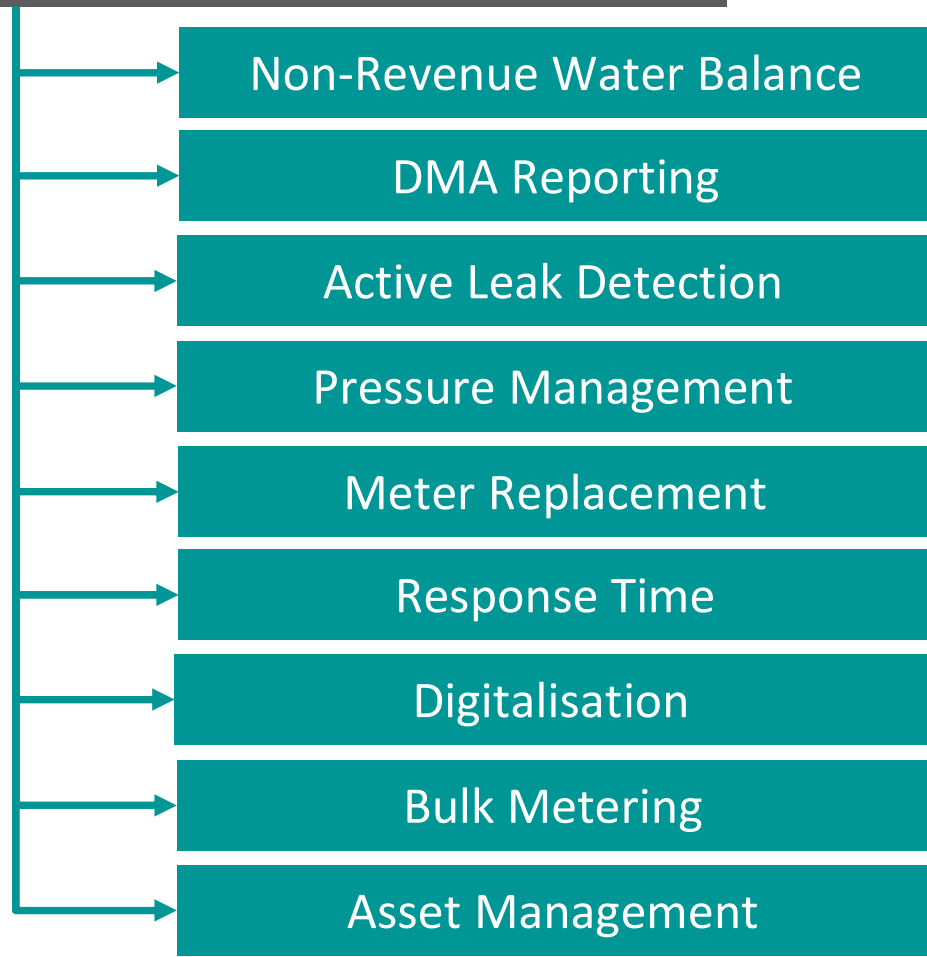 Non-Revenue Water Balance
DMA Reporting
Active Leak Detection
Pressure Management
Meter Replacement
Response Time
Digitalisation
Bulk Metering
Asset Management